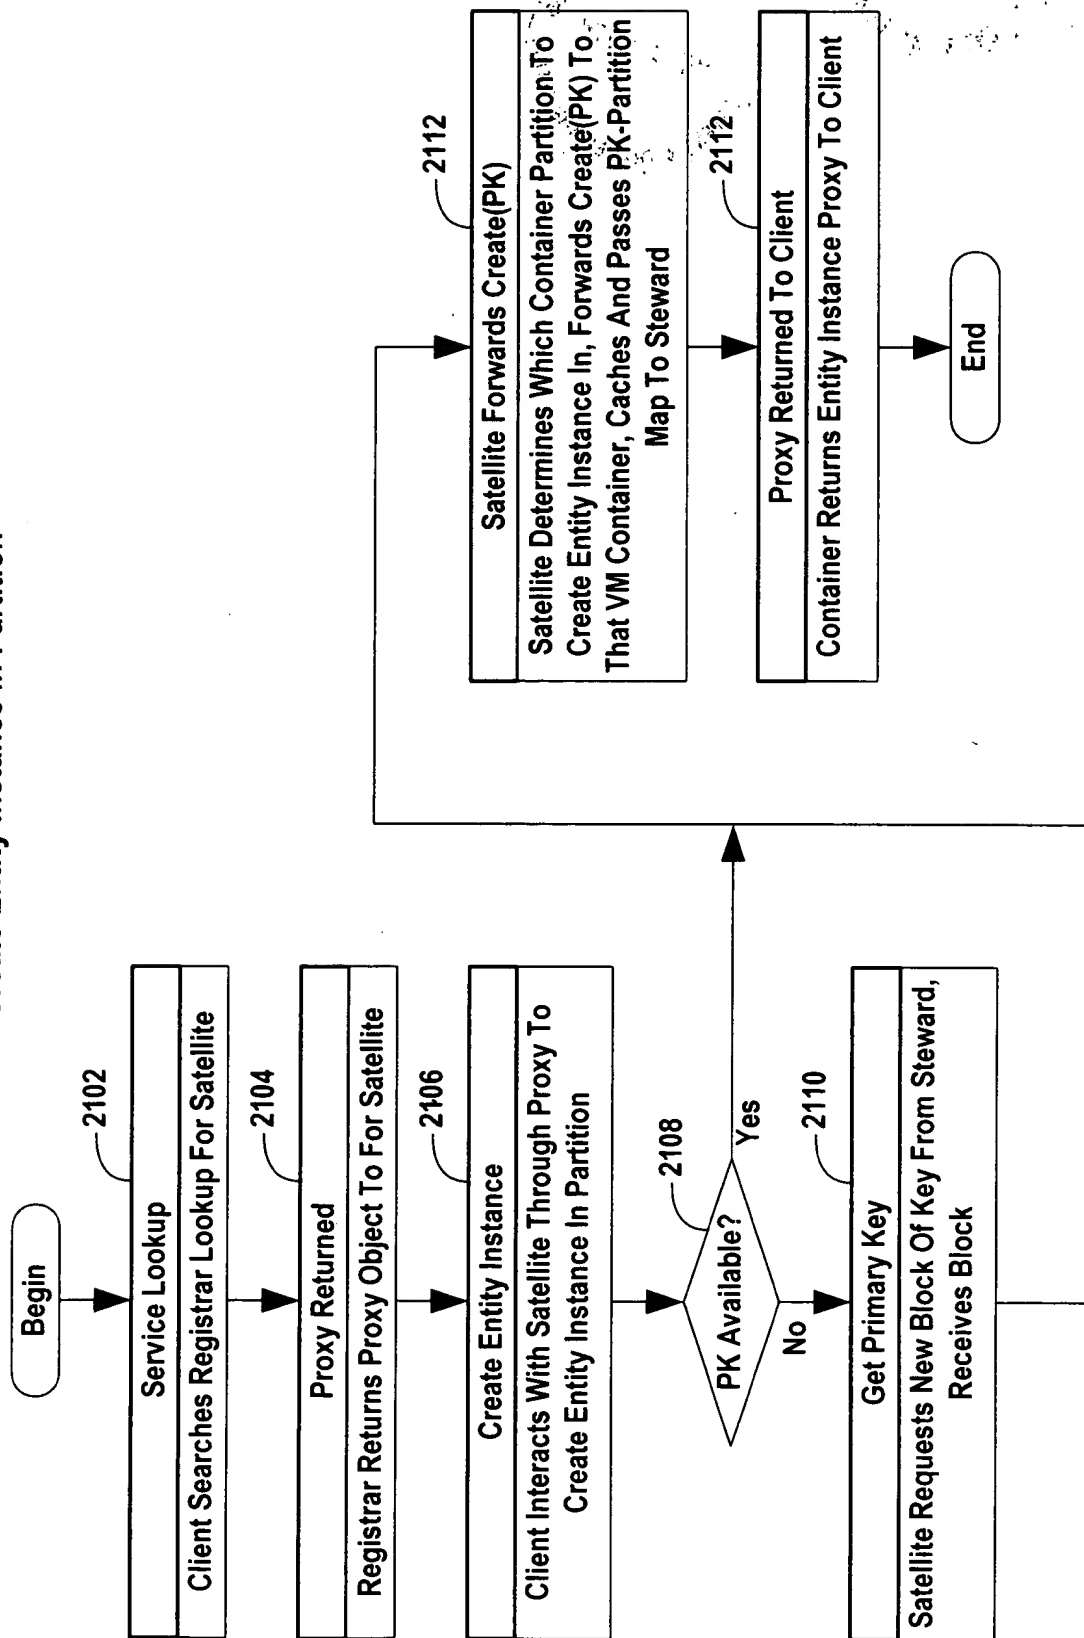 Begin
2102
Service Lookup
Client Searches Registrar Lookup For Satellite
2104
Proxy Returned
Registrar Returns Proxy Object To For Satellite
2106
Create Entity Instance
Client Interacts With Satellite Through Proxy To
Create Entity Instance In Partition
2108
PK Available?
Yes
No
2110
Get Primary Key
Satellite Requests New Block Of Key From Steward,
Receives Block
2112
Satellite Forwards Create(PK)
Satellite Determines Which Container Partition To
Create Entity Instance In, Forwards Create(PK) To
That VM Container, Caches And Passes PK-Partition
Map To Steward
2112
Proxy Returned To Client
Container Returns Entity Instance Proxy To Client
End